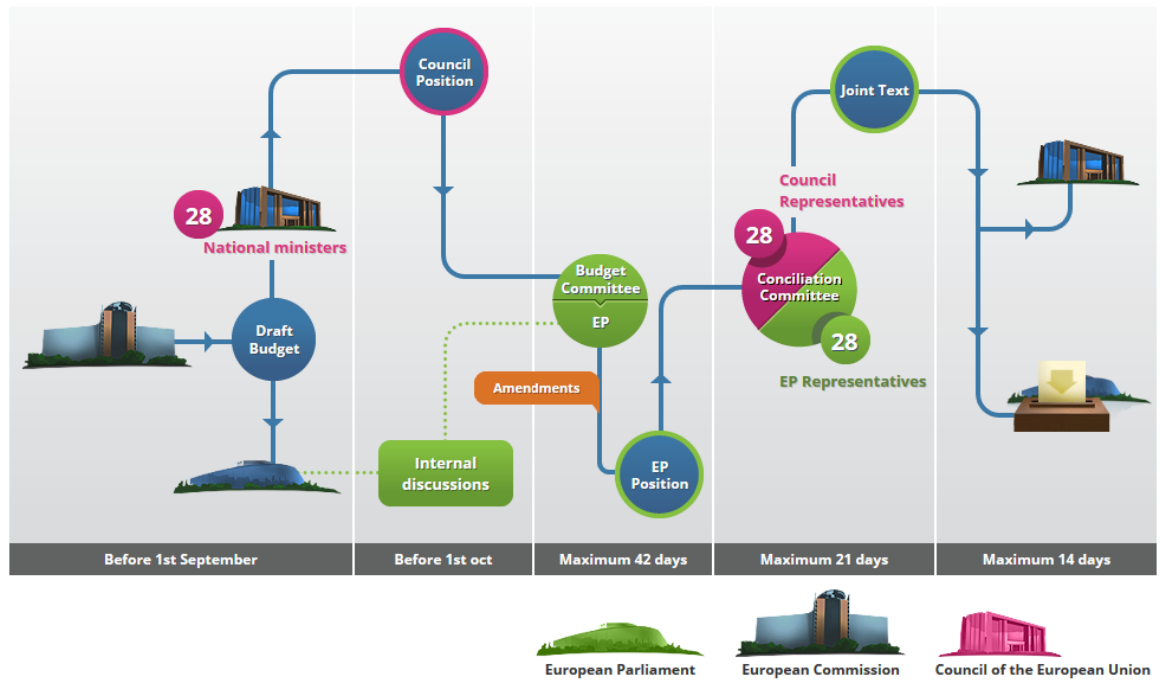 Council
Position
Joint Text
28
National ministers
Council
Representatives
28
Draft
Budget
Budget
Committee
EP
Conciliation
Committee
28
EP Representatives
Amendments
Internal
discussions
EP
Position
Before 1st September
Before 1st oct
Maximum 42 days
Maximum 21 days
Maximum 14 days
European Parliament
European Commission
Council of the European Union